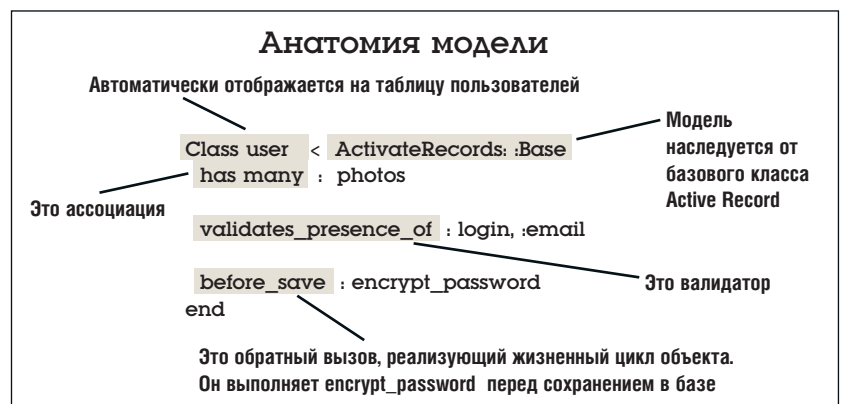 Анатомия модели
Автоматически отображается на таблицу пользователей
Class user < ActivateRecords: :Base
has many : photos
Модель
наследуется от
базового класса
Active Record
Это ассоциация
validates_presence_of : login, :email
before_save : encrypt_password
Это валидатор
end
Это обратный вызов, реализующий жизненный цикл объекта.
Он выполняет encrypt_password перед сохранением в базе